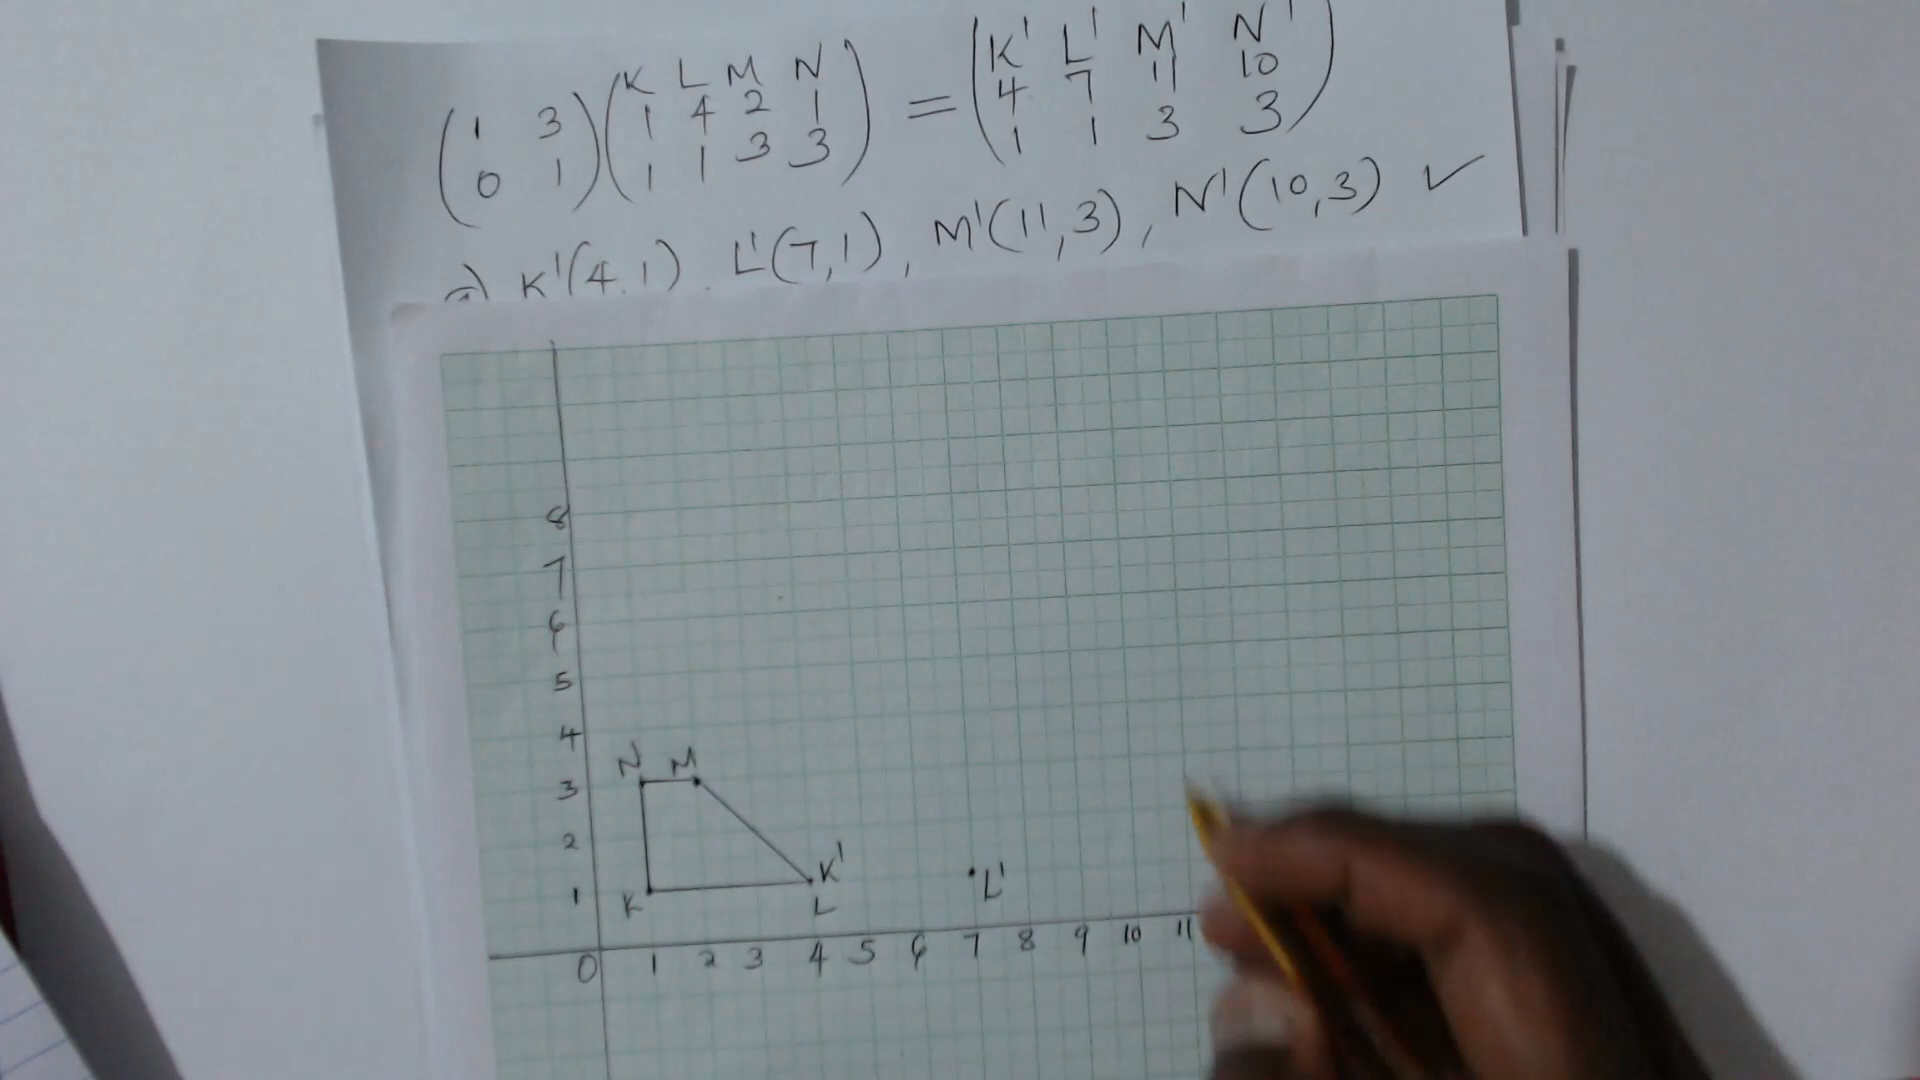 K L M N K' L' M' N'
(1 3)(1 4 2 1) = (4 7 11 10)
(0 1)(1 1 3 3) (1 1 3 3)
a) K'(4,1), L'(7,1), M'(11,3), N'(10,3) ✓
8
7
6
5
4
N M
3
2
K' L'
1
K L
0 1 2 3 4 5 6 7 8 9 10 11